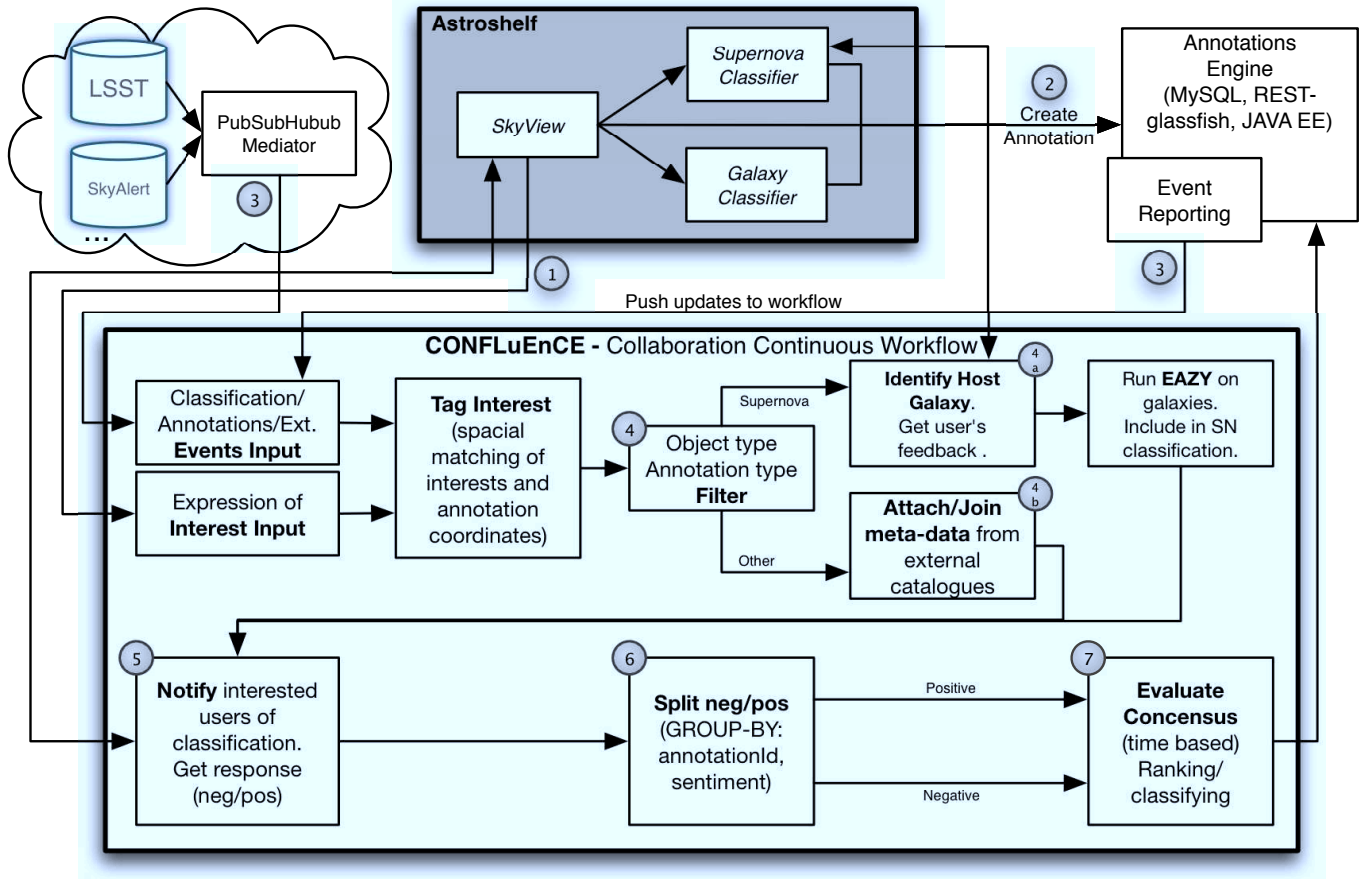 LSST
SkyAlert
...
PubSubHubub
Mediator
3
Astroshelf
SkyView
Supernova
Classifier
Galaxy
Classifier
1
2
Create
Annotation
Annotations
Engine
(MySQL, REST-
glassfish, JAVA EE)
Event
Reporting
3
Push updates to workflow
CONFLuEnCE - Collaboration Continuous Workflow
Classification/
Annotations/Ext.
Events Input
Expression of
Interest Input
Tag Interest
(spacial
matching of
interests and
annotation
coordinates)
4
Object type
Annotation type
Filter
Supernova
Other
4
a
Identify Host
Galaxy.
Get user's
feedback .
4
b
Attach/Join
meta-data from
external
catalogues
Run EAZY on
galaxies.
Include in SN
classification.
5
Notify interested
users of
classification.
Get response
(neg/pos)
6
Split neg/pos
(GROUP-BY:
annotationId,
sentiment)
Positive
Negative
7
Evaluate
Concensus
(time based)
Ranking/
classifying